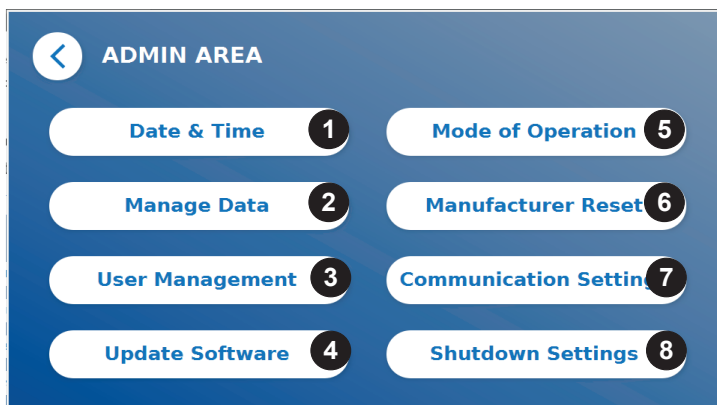 ADMIN AREA
Date & Time 1
Manage Data 2
User Management 3
Update Software 4
Mode of Operation 5
Manufacturer Reset 6
Communication Setting 7
Shutdown Settings 8